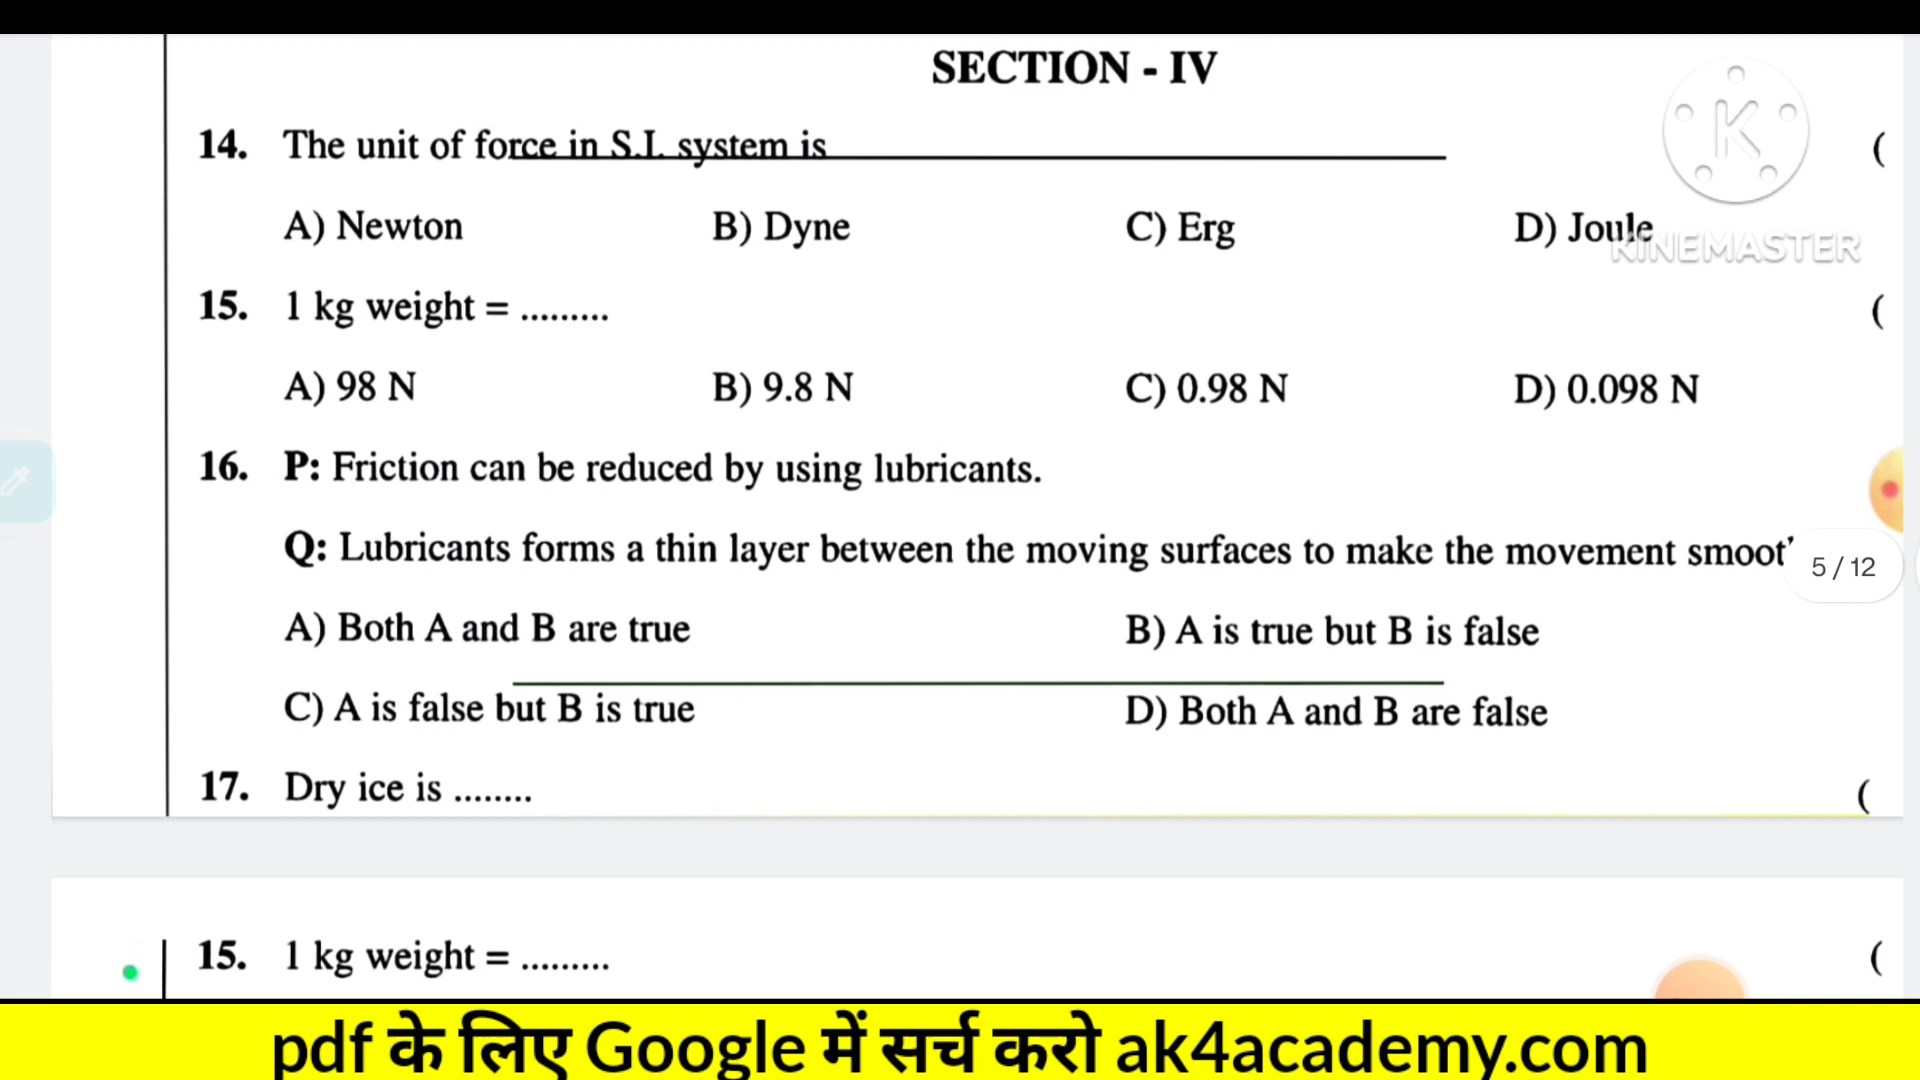 SECTION - IV
K
KINEMASTER
14. The unit of force in S.I. system is (
A) Newton B) Dyne C) Erg D) Joule
15. 1 kg weight = ......... (
A) 98 N B) 9.8 N C) 0.98 N D) 0.098 N
16. P: Friction can be reduced by using lubricants.
Q: Lubricants forms a thin layer between the moving surfaces to make the movement smoot
5 / 12
A) Both A and B are true B) A is true but B is false
C) A is false but B is true D) Both A and B are false
17. Dry ice is ........ (
15. 1 kg weight = ......... (
pdf के लिए Google में सर्च करो ak4academy.com